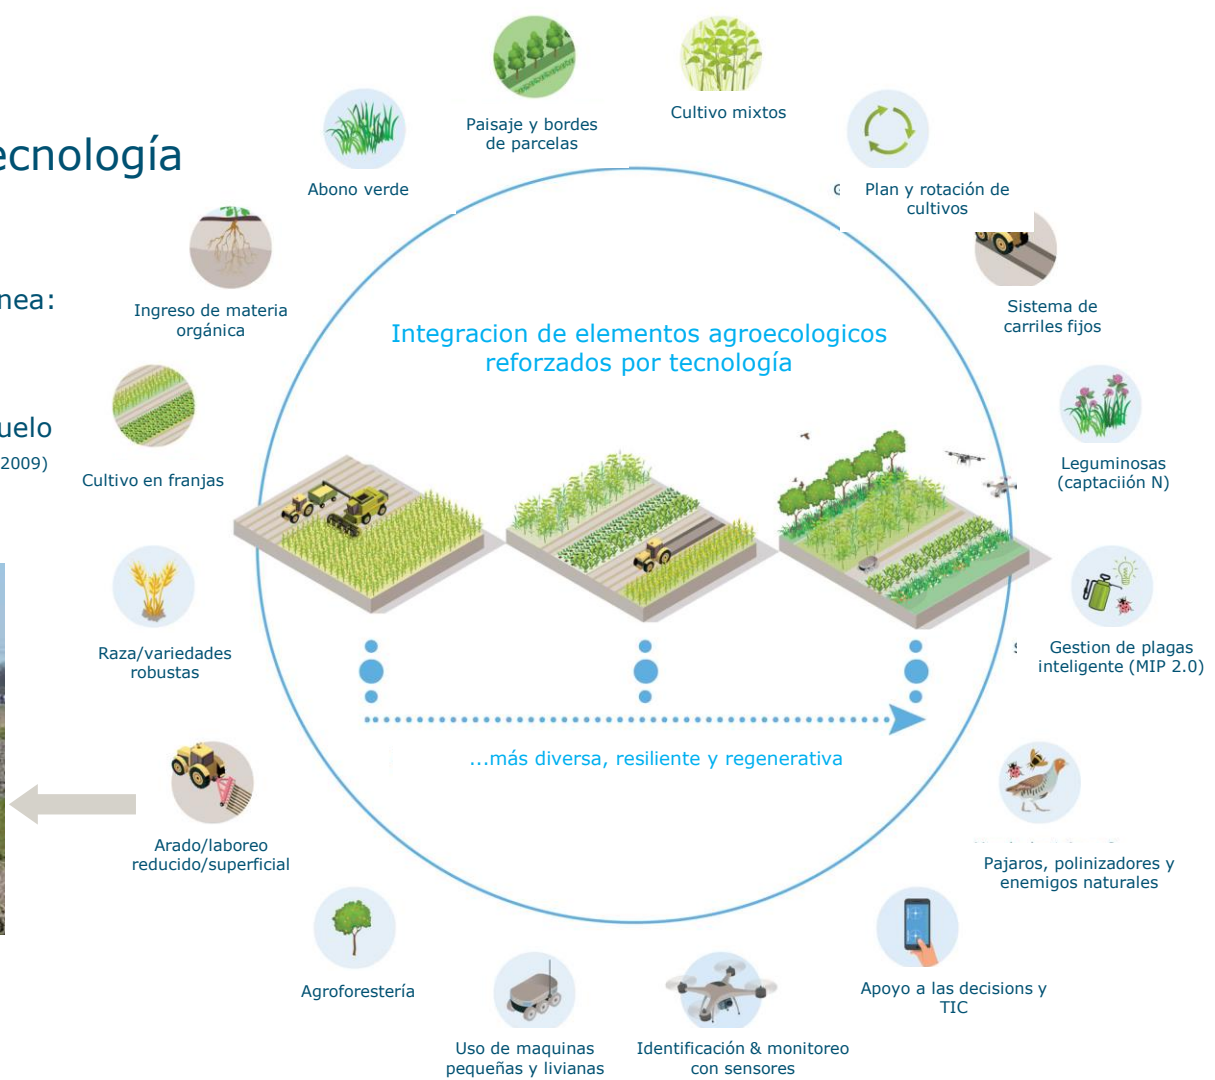 ecnología
nea:
uelo
2009)
Paisaje y bordes
de parcelas
Cultivo mixtos
Abono verde
Plan y rotación de
cultivos
Ingreso de materia
orgánica
Sistema de
carriles fijos
Integracion de elementos agroecologicos
reforzados por tecnología
Cultivo en franjas
Leguminosas
(captaciión N)
Raza/variedades
robustas
Gestion de plagas
inteligente (MIP 2.0)
...más diversa, resiliente y regenerativa
Arado/laboreo
reducido/superficial
Pajaros, polinizadores y
enemigos naturales
Agroforestería
Apoyo a las decisions y
TIC
Uso de maquinas
pequeñas y livianas
Identificación & monitoreo
con sensores